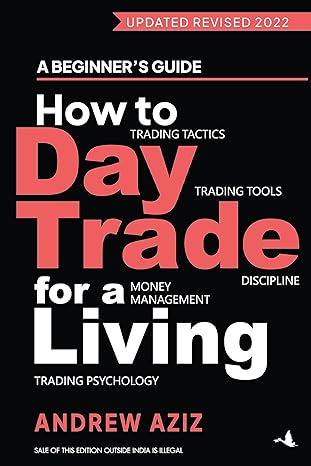 UPDATED REVISED 2022
A BEGINNER'S GUIDE
How to
TRADING TACTICS
Day
TRADING TOOLS
Trade
DISCIPLINE
for a
MONEY
MANAGEMENT
Living
TRADING PSYCHOLOGY
ANDREW AZIZ
SALE OF THIS EDITION OUTSIDE INDIA IS ILLEGAL